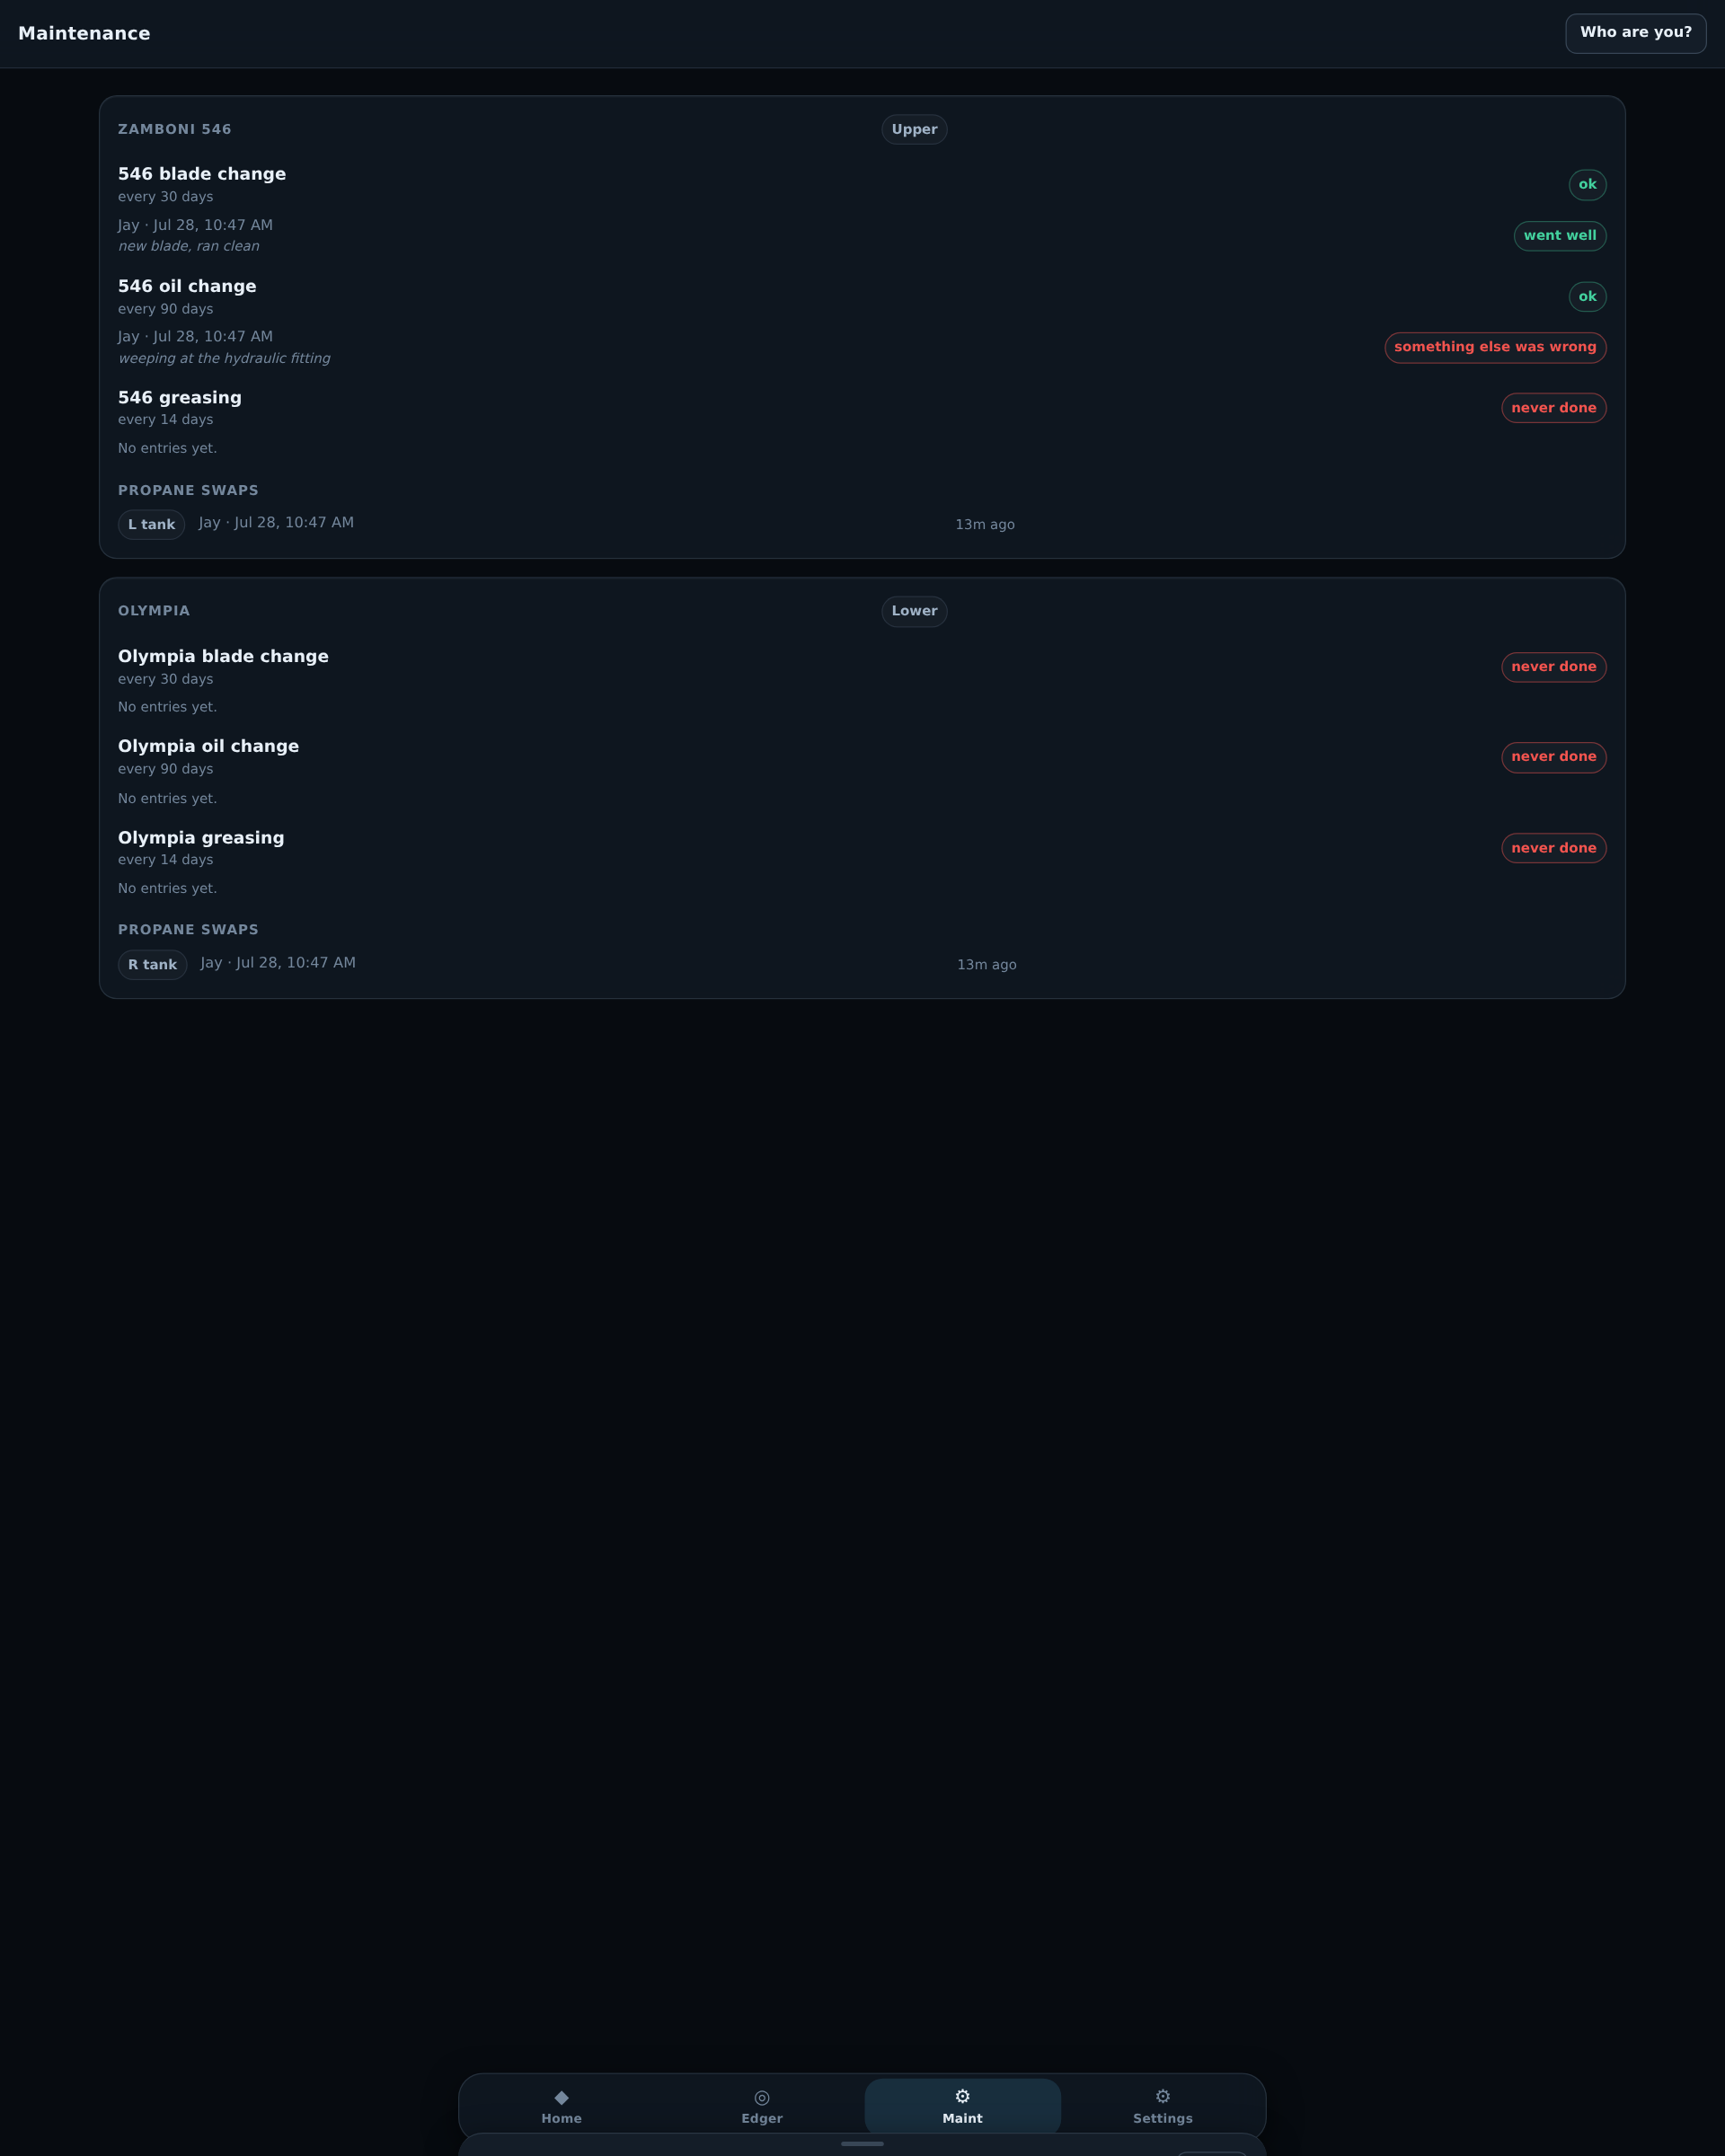 Maintenance
Who are you?
ZAMBONI 546
Upper
546 blade change
every 30 days
ok
Jay · Jul 28, 10:47 AM
new blade, ran clean
went well
546 oil change
every 90 days
ok
Jay · Jul 28, 10:47 AM
weeping at the hydraulic fitting
something else was wrong
546 greasing
every 14 days
never done
No entries yet.
PROPANE SWAPS
L tank
Jay · Jul 28, 10:47 AM
13m ago
OLYMPIA
Lower
Olympia blade change
every 30 days
never done
No entries yet.
Olympia oil change
every 90 days
never done
No entries yet.
Olympia greasing
every 14 days
never done
No entries yet.
PROPANE SWAPS
R tank
Jay · Jul 28, 10:47 AM
13m ago
Home
Edger
Maint
Settings